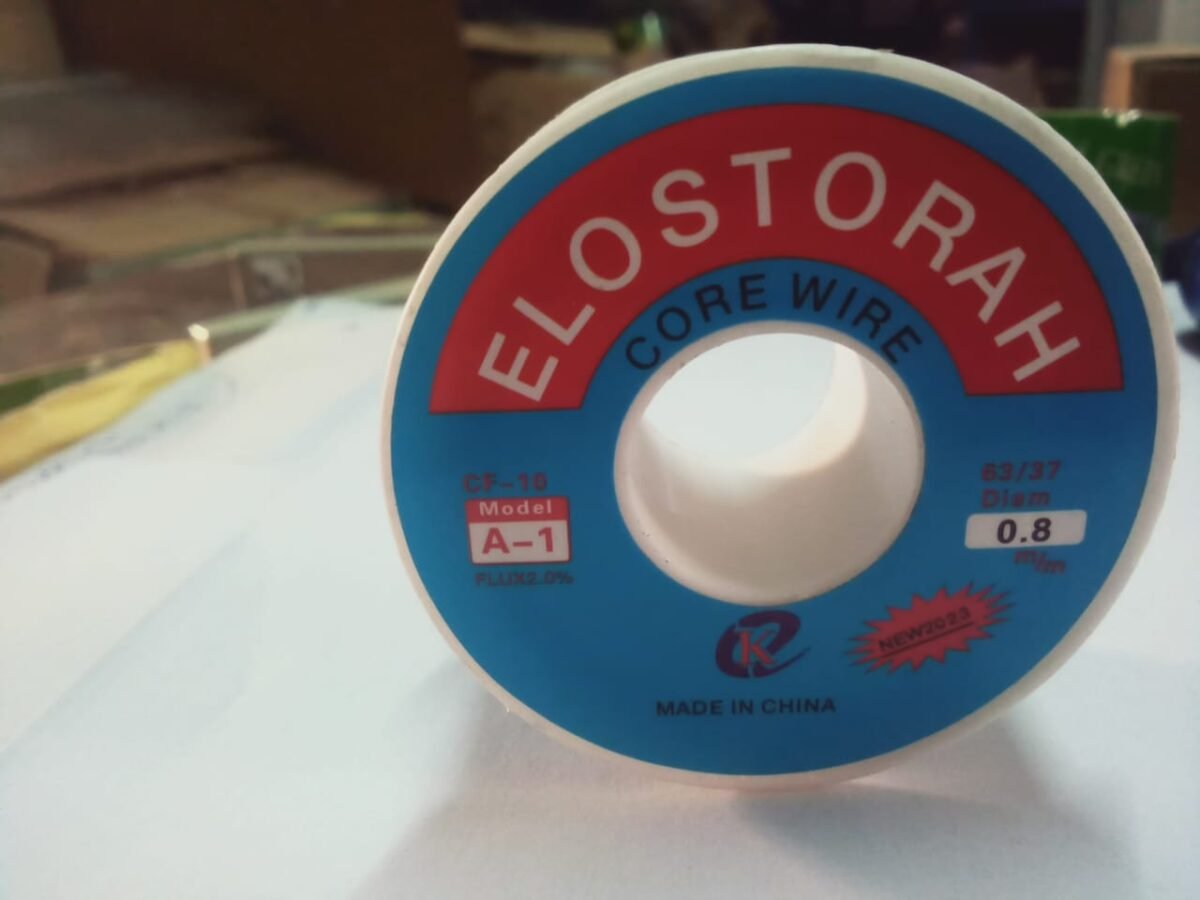 ELOSTORAH
CORE WIRE
CF-10
Model
A-1
FLUX2.0%
63/37
Diam
0.8
m/m
NEW2023
K
MADE IN CHINA